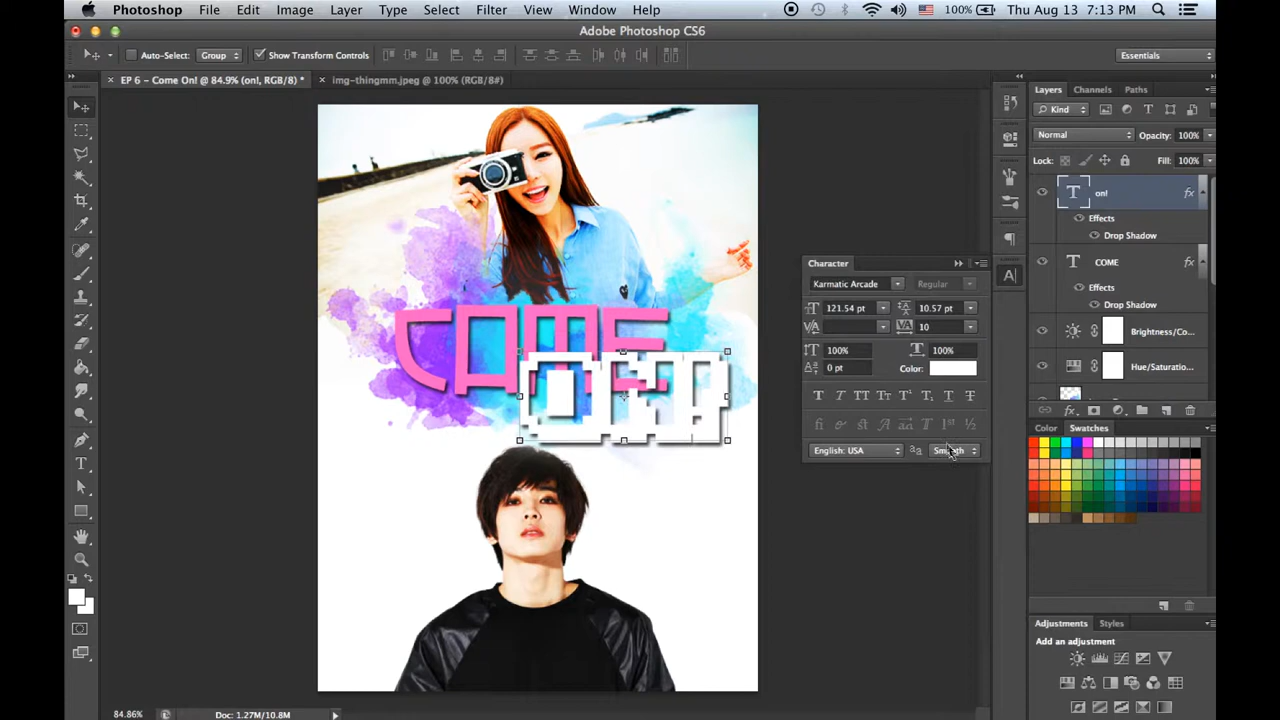 Photoshop File Edit Image Layer Type Select Filter View Window Help 100% Thu Aug 13 7:13 PM
Adobe Photoshop CS6
Auto-Select: Group Show Transform Controls Essentials
EP 6 – Come On! @ 84.9% (on!, RGB/8) * img-thingmm.jpeg @ 100% (RGB/8#)
Layers Channels Paths
Kind
Normal Opacity: 100%
Lock: Fill: 100%
on! fx
Effects
Drop Shadow
COME fx
Effects
Drop Shadow
Brightness/Co...
Hue/Saturatio...
Character
Karmatic Arcade Regular
121.54 pt 10.57 pt
10
100% 100%
0 pt Color:
English: USA
COME
ON!
Color Swatches
Adjustments Styles
Add an adjustment
84.86% Doc: 1.27M/10.8M